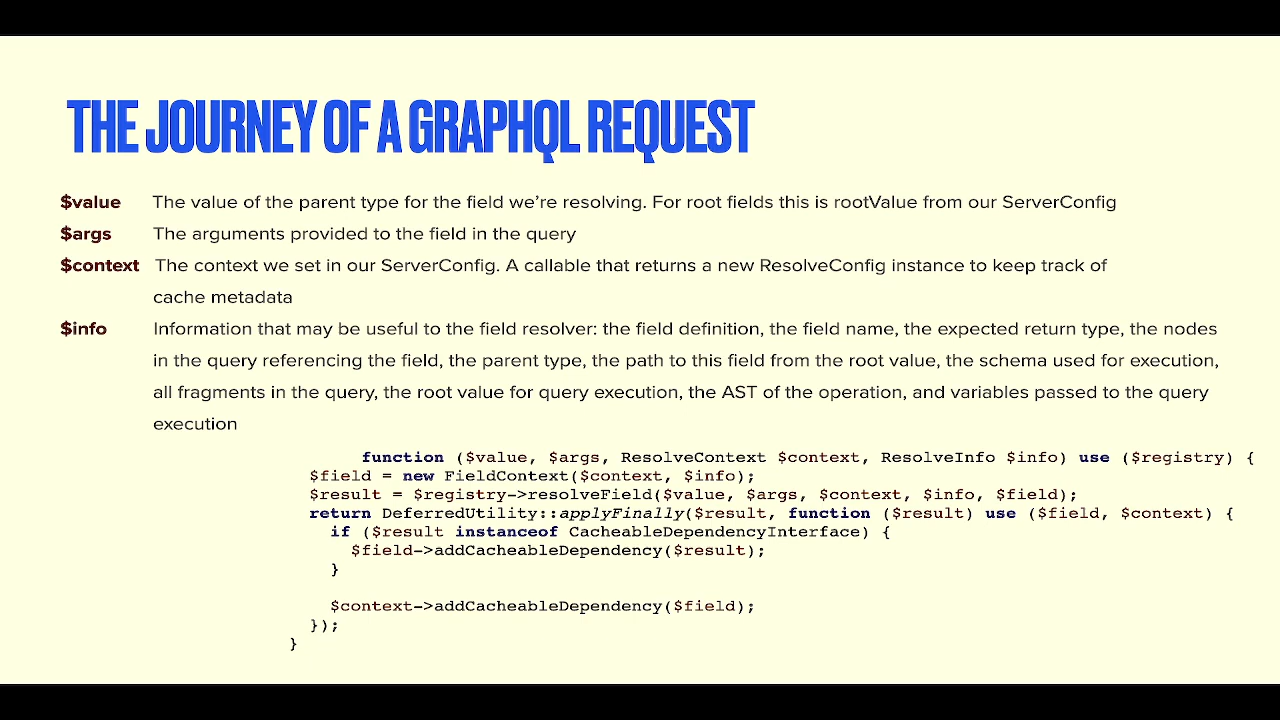 THE JOURNEY OF A GRAPHQL REQUEST
$value The value of the parent type for the field we’re resolving. For root fields this is rootValue from our ServerConfig
$args The arguments provided to the field in the query
$context The context we set in our ServerConfig. A callable that returns a new ResolveConfig instance to keep track of
cache metadata
$info Information that may be useful to the field resolver: the field definition, the field name, the expected return type, the nodes
in the query referencing the field, the parent type, the path to this field from the root value, the schema used for execution,
all fragments in the query, the root value for query execution, the AST of the operation, and variables passed to the query
execution
function ($value, $args, ResolveContext $context, ResolveInfo $info) use ($registry) {
$field = new FieldContext($context, $info);
$result = $registry->resolveField($value, $args, $context, $info, $field);
return DeferredUtility::applyFinally($result, function ($result) use ($field, $context) {
if ($result instanceof CacheableDependencyInterface) {
$field->addCacheableDependency($result);
}
$context->addCacheableDependency($field);
});
}